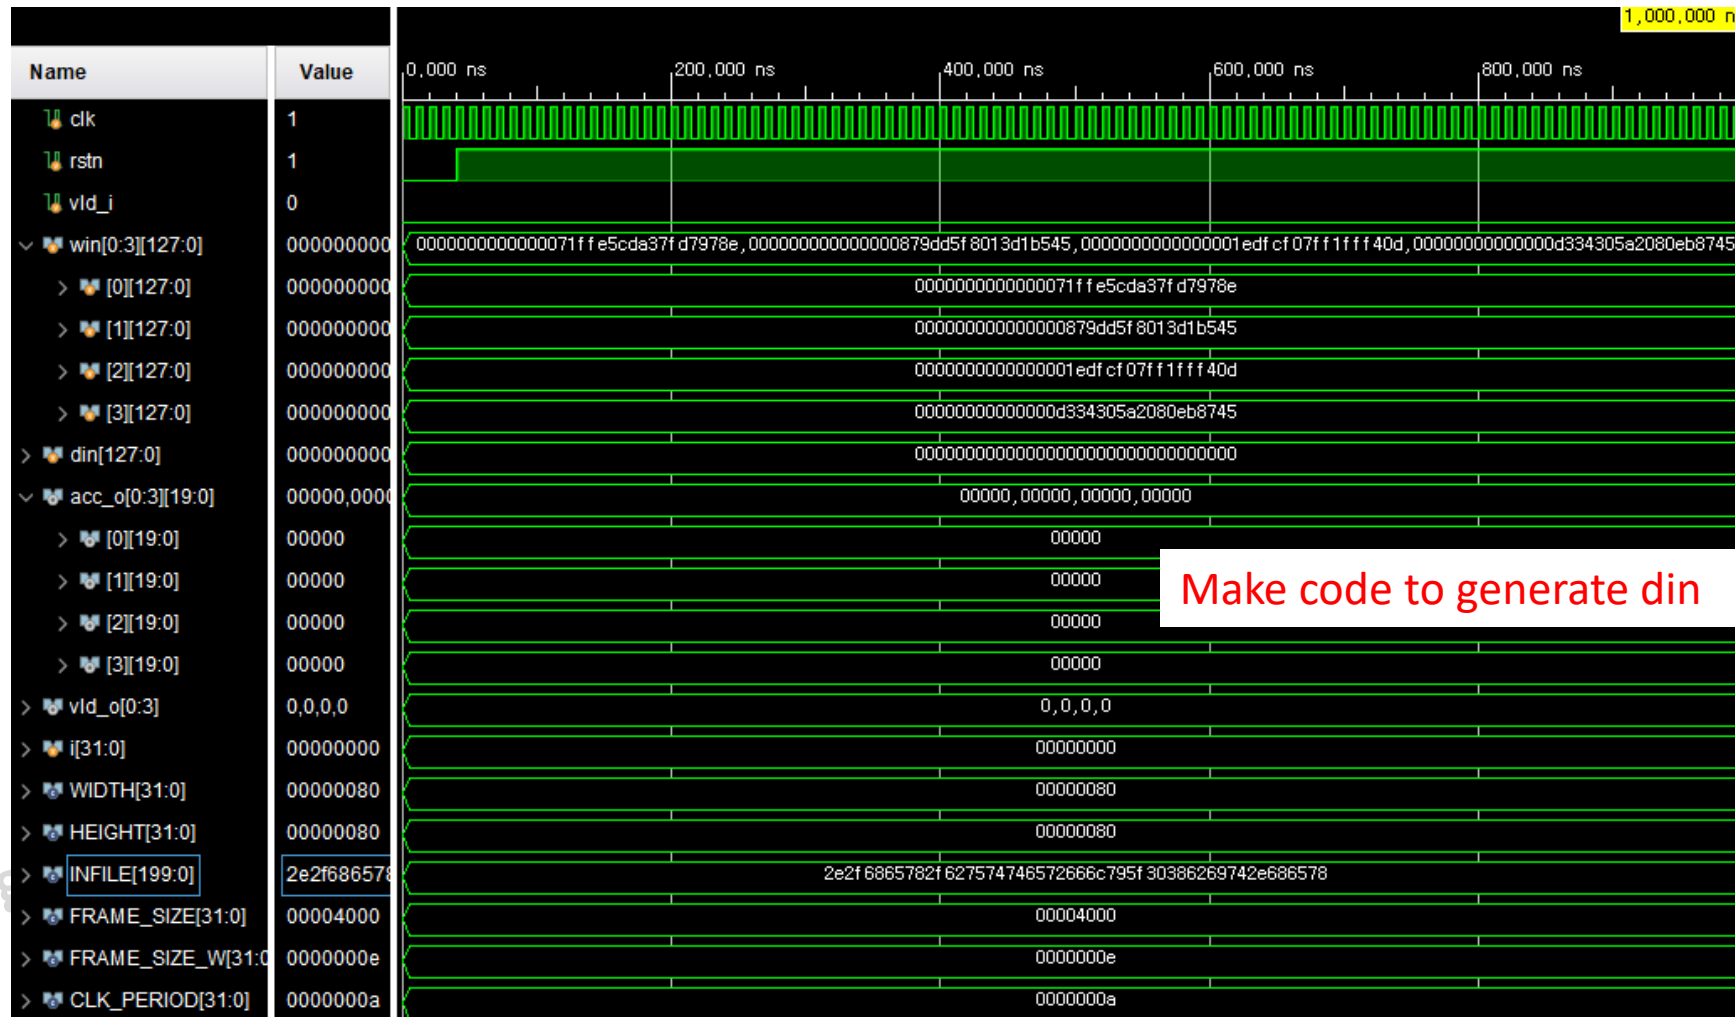 1,000,000 n
Name Value 0,000 ns 200,000 ns 400,000 ns 600,000 ns 800,000 ns
clk 1
rstn 1
vld_i 0
win[0:3][127:0] 000000000 0000000000000071ffe5cda37fd7978e,0000000000000000879dd5f8013d1b545,0000000000000001edfcf07ff1fff40d,00000000000000d334305a2080eb8745
[0][127:0] 000000000 0000000000000071ffe5cda37fd7978e
[1][127:0] 000000000 0000000000000000879dd5f8013d1b545
[2][127:0] 000000000 0000000000000001edfcf07ff1fff40d
[3][127:0] 000000000 00000000000000d334305a2080eb8745
din[127:0] 000000000 00000000000000000000000000000000
acc_o[0:3][19:0] 00000,0000 00000,00000,00000,00000
[0][19:0] 00000 00000
[1][19:0] 00000 00000
Make code to generate din
[2][19:0] 00000 00000
[3][19:0] 00000 00000
vld_o[0:3] 0,0,0,0 0,0,0,0
i[31:0] 00000000 00000000
WIDTH[31:0] 00000080 00000080
HEIGHT[31:0] 00000080 00000080
INFILE[199:0] 2e2f686578 2e2f6865782f627574746572666c795f30386269742e686578
FRAME_SIZE[31:0] 00004000 00004000
FRAME_SIZE_W[31:0 0000000e 0000000e
CLK_PERIOD[31:0] 0000000a 0000000a